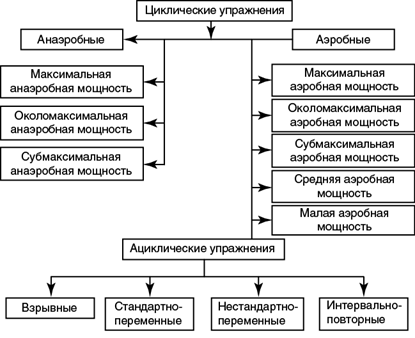 Циклические упражнения
Анаэробные
Аэробные
Максимальная
анаэробная мощность
Околомаксимальная
анаэробная мощность
Субмаксимальная
анаэробная мощность
Максимальная
аэробная мощность
Околомаксимальная
аэробная мощность
Субмаксимальная
аэробная мощность
Средняя аэробная
мощность
Малая аэробная
мощность
Ациклические упражнения
Взрывные
Стандартно-
переменные
Нестандартно-
переменные
Интервально-
повторные